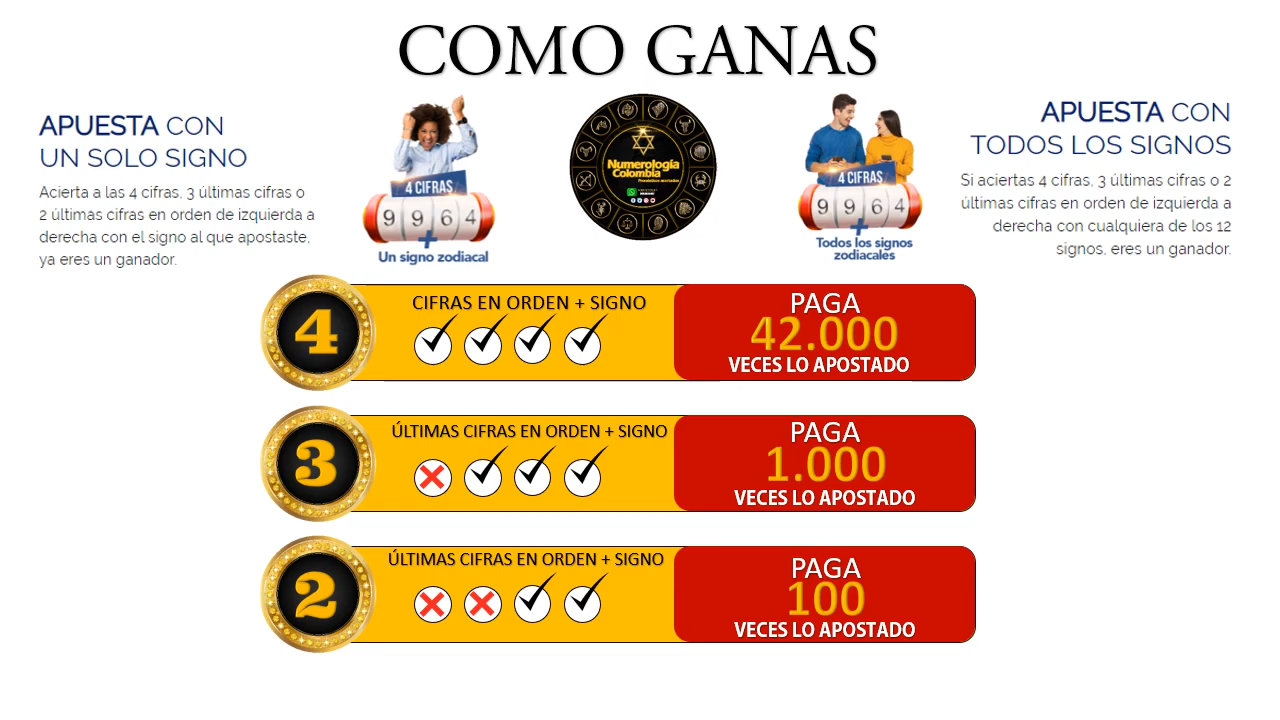 COMO GANAS
APUESTA CON
UN SOLO SIGNO
Acierta a las 4 cifras, 3 últimas cifras o
2 últimas cifras en orden de izquierda a
derecha con el signo al que apostaste,
ya eres un ganador.
4 CIFRAS
9 9 6 4
+
Un signo zodiacal
Numerología
Colombia
4 CIFRAS
9 9 6 4
+
Todos los signos
zodiacales
APUESTA CON
TODOS LOS SIGNOS
Si aciertas 4 cifras, 3 últimas cifras o 2
últimas cifras en orden de izquierda a
derecha con cualquiera de los 12
signos, eres un ganador.
4
CIFRAS EN ORDEN + SIGNO
PAGA
42.000
VECES LO APOSTADO
3
ÚLTIMAS CIFRAS EN ORDEN + SIGNO
PAGA
1.000
VECES LO APOSTADO
2
ÚLTIMAS CIFRAS EN ORDEN + SIGNO
PAGA
100
VECES LO APOSTADO